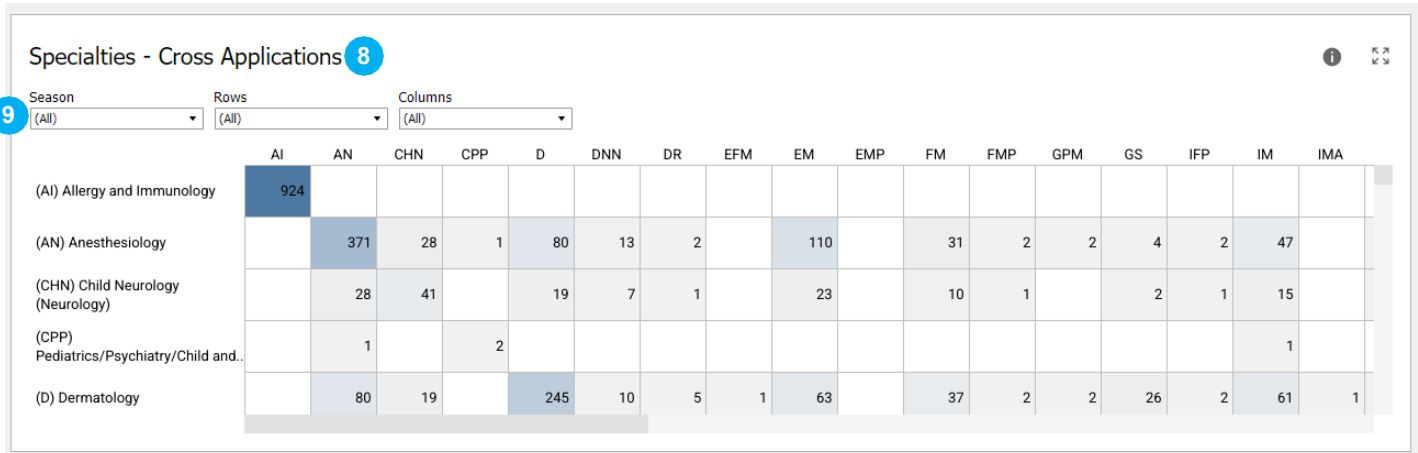 Specialties - Cross Applications 8
i
Season Rows Columns
9 (All) (All) (All)
AI AN CHN CPP D DNN DR EFM EM EMP FM FMP GPM GS IFP IM IMA
(AI) Allergy and Immunology 924
(AN) Anesthesiology 371 28 1 80 13 2 110 31 2 2 4 2 47
(CHN) Child Neurology
(Neurology) 28 41 19 7 1 23 10 1 2 1 15
(CPP)
Pediatrics/Psychiatry/Child and.. 1 2 1
(D) Dermatology 80 19 245 10 5 1 63 37 2 2 26 2 61 1